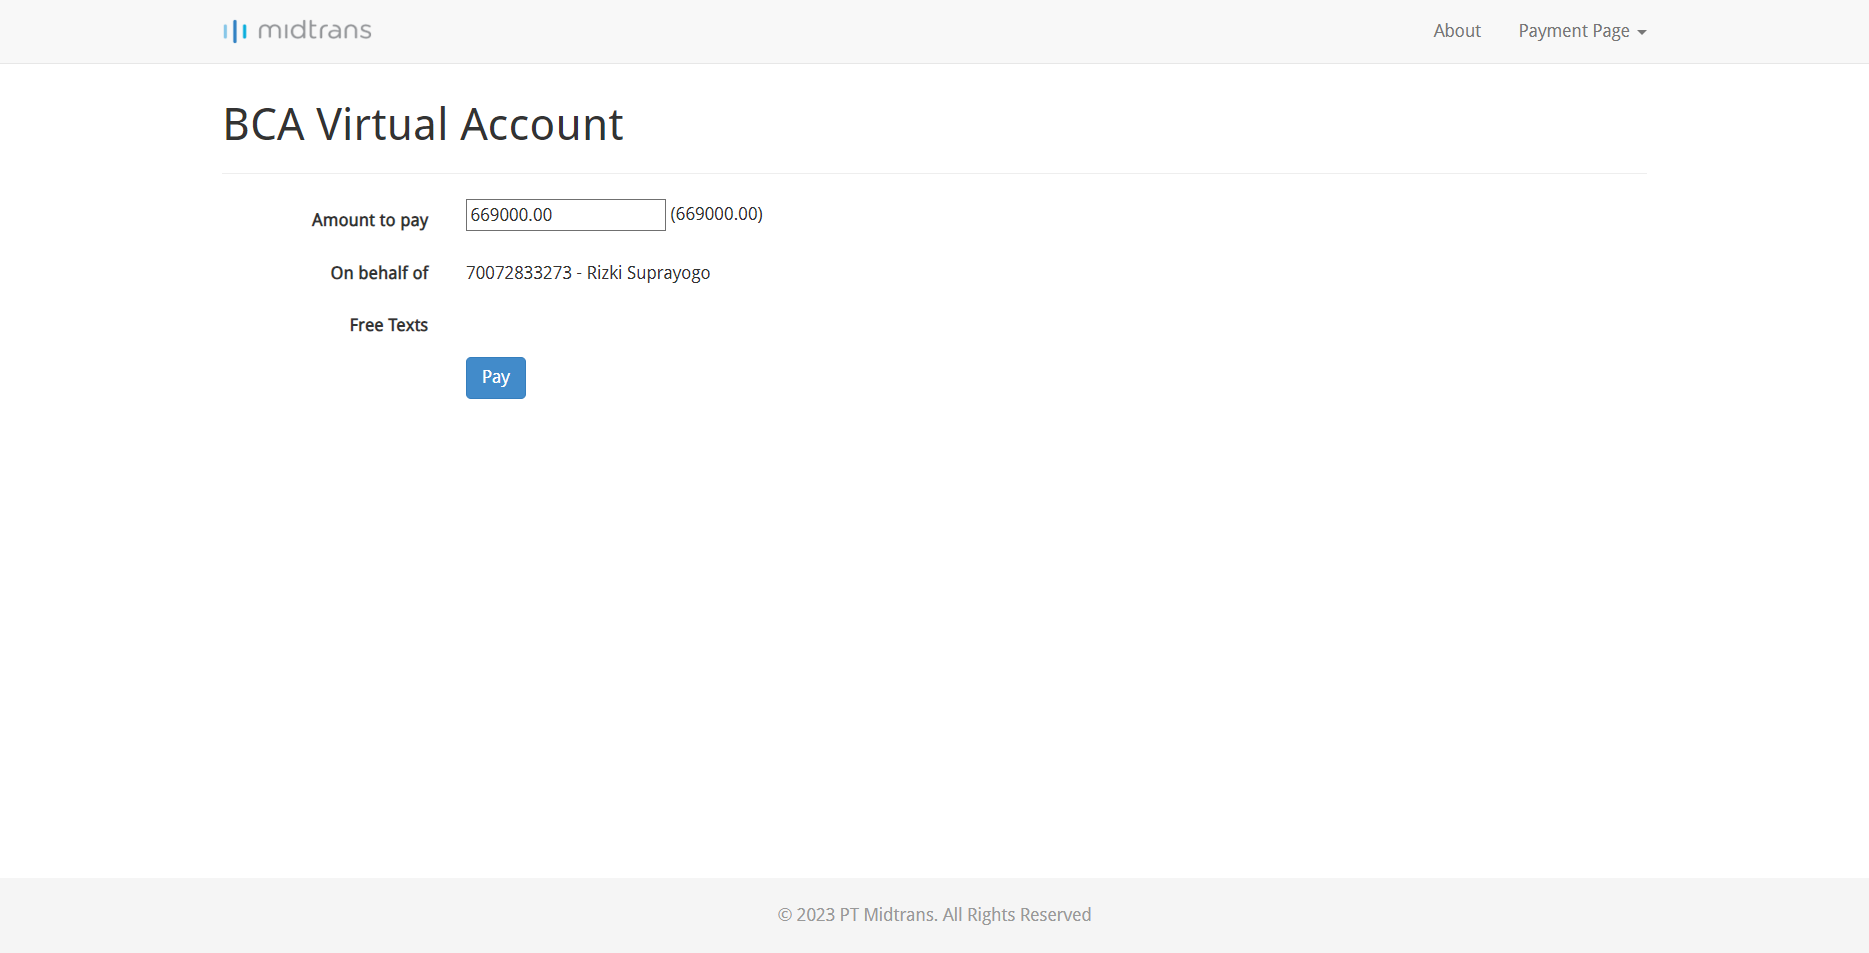 midtrans
About
Payment Page
BCA Virtual Account
Amount to pay
669000.00 (669000.00)
On behalf of
70072833273 - Rizki Suprayogo
Free Texts
Pay
© 2023 PT Midtrans. All Rights Reserved